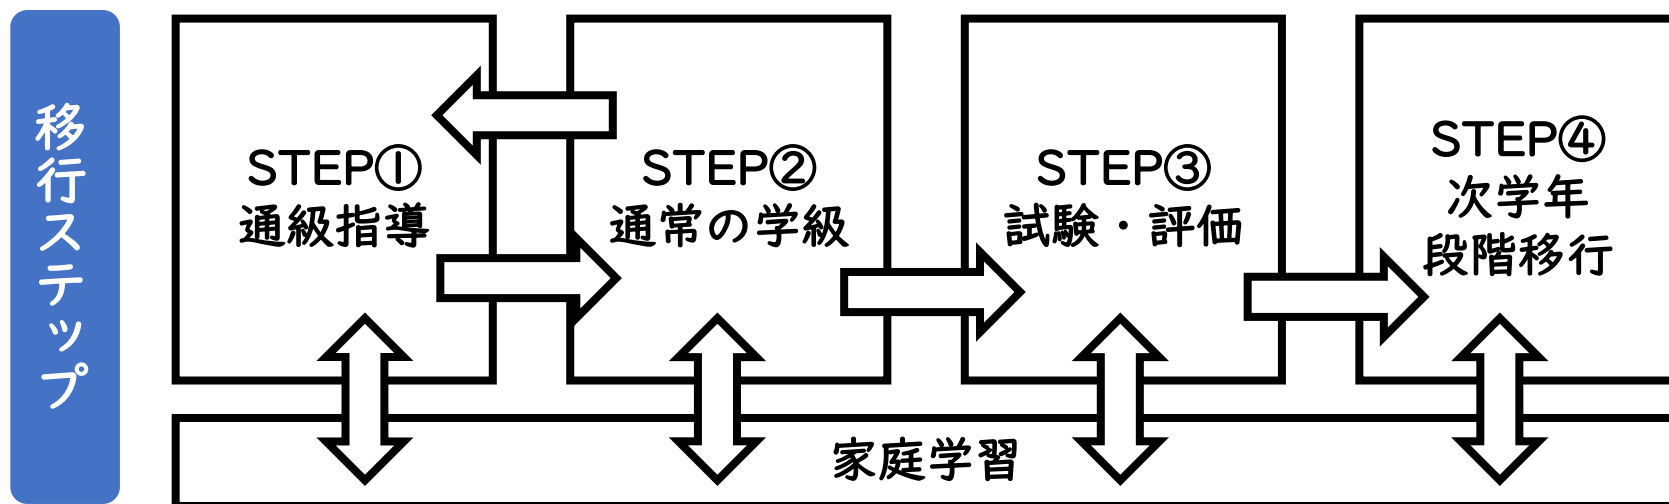 移行ステップ
STEP①
通級指導
STEP②
通常の学級
STEP③
試験・評価
STEP④
次学年
段階移行
家庭学習